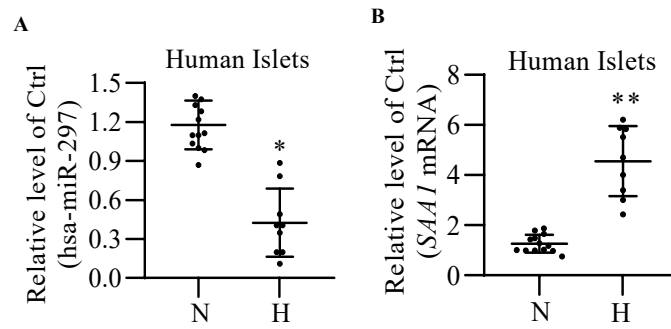 A
Human Islets
Relative level of Ctrl
(hsa-miR-297)
1.5
1.2
0.9
0.6
0.3
0.0
*
N
H
B
Human Islets
Relative level of Ctrl
(SAA1 mRNA)
8
6
4
2
0
**
N
H